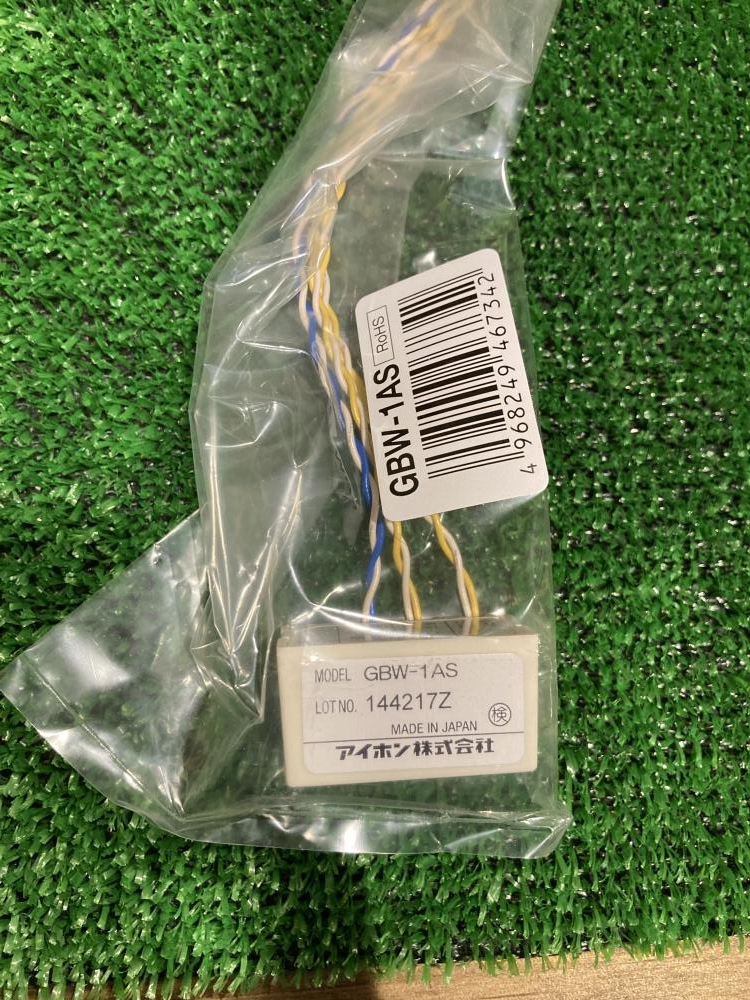 GBW-1AS
RoHS
4 968249 467342
MODEL GBW-1AS
LOT NO. 144217Z
MADE IN JAPAN
検
アイホン株式会社